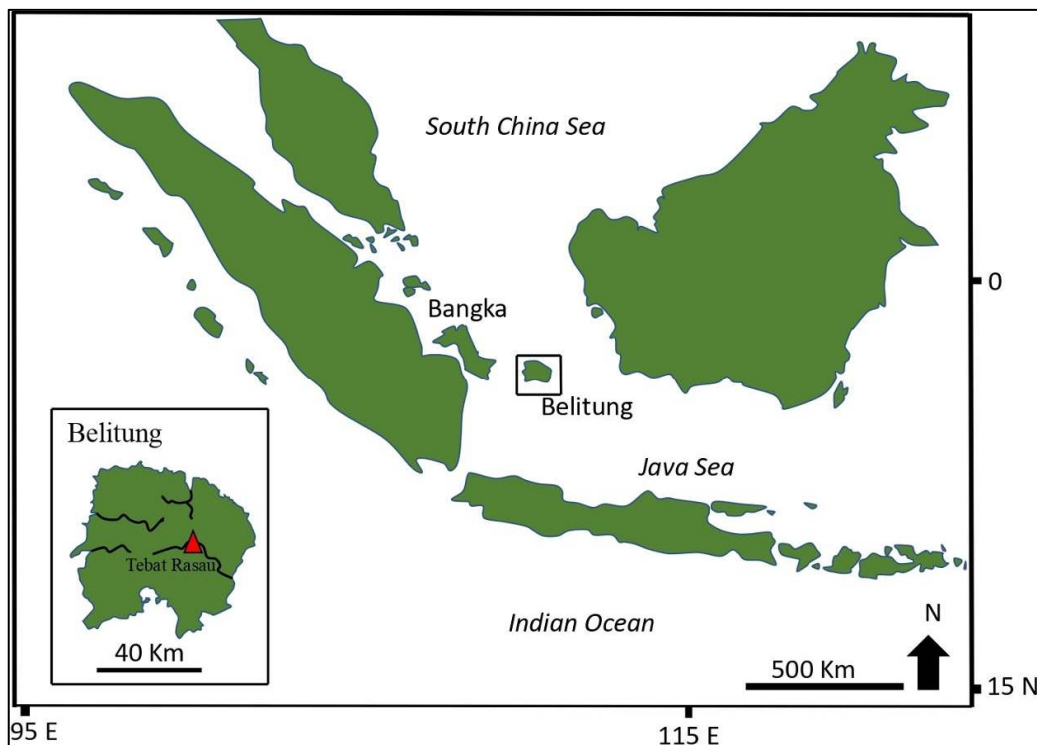 South China Sea
0
Bangka
Belitung
Belitung
Java Sea
Tebat Rasau
Indian Ocean
N
40 Km
500 Km
15 N
95 E
115 E